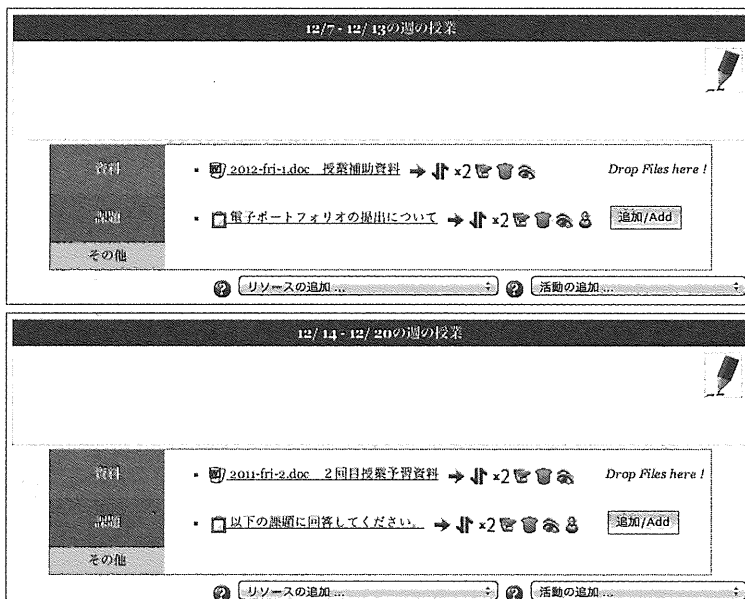 12/7 - 12/ 13の週の授業
資料
2012-fri-1.doc 授業補助資料
x2
Drop Files here !
課題
電子ポートフォリオの提出について
x2
追加/Add
その他
リソースの追加 ...
活動の追加 ...
12/ 14 - 12/ 20の週の授業
資料
2011-fri-2.doc 2回目授業予習資料
x2
Drop Files here !
課題
以下の課題に回答してください。
x2
追加/Add
その他
リソースの追加 ...
活動の追加 ...